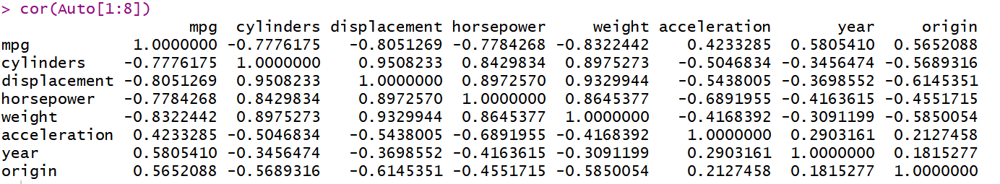 > cor(Auto[1:8])
                    mpg  cylinders displacement horsepower     weight acceleration       year     origin
mpg           1.0000000 -0.7776175   -0.8051269 -0.7784268 -0.8322442    0.4233285  0.5805410  0.5652088
cylinders    -0.7776175  1.0000000    0.9508233  0.8429834  0.8975273   -0.5046834 -0.3456474 -0.5689316
displacement -0.8051269  0.9508233    1.0000000  0.8972570  0.9329944   -0.5438005 -0.3698552 -0.6145351
horsepower   -0.7784268  0.8429834    0.8972570  1.0000000  0.8645377   -0.6891955 -0.4163615 -0.4551715
weight       -0.8322442  0.8975273    0.9329944  0.8645377  1.0000000   -0.4168392 -0.3091199 -0.5850054
acceleration  0.4233285 -0.5046834   -0.5438005 -0.6891955 -0.4168392    1.0000000  0.2903161  0.2127458
year          0.5805410 -0.3456474   -0.3698552 -0.4163615 -0.3091199    0.2903161  1.0000000  0.1815277
origin        0.5652088 -0.5689316   -0.6145351 -0.4551715 -0.5850054    0.2127458  0.1815277  1.0000000